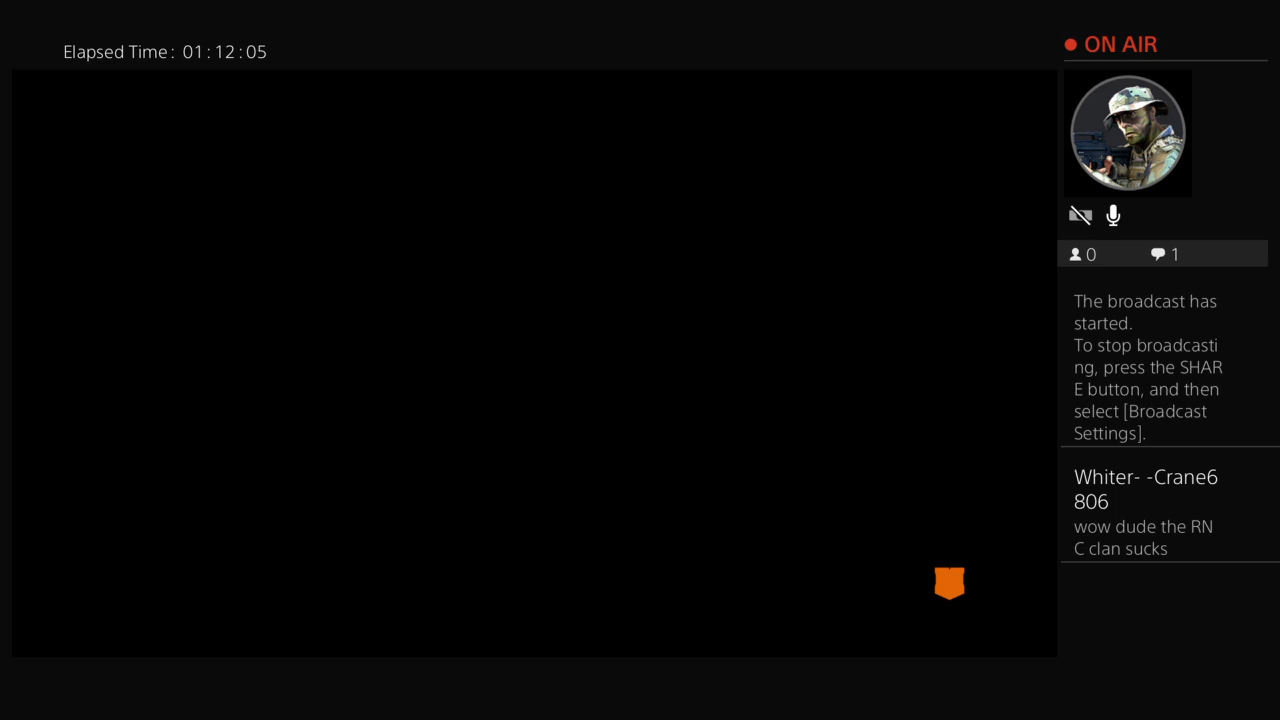 Elapsed Time: 01:12:05
ON AIR
0 1
The broadcast has
started.
To stop broadcasti
ng, press the SHAR
E button, and then
select [Broadcast
Settings].
Whiter- -Crane6
806
wow dude the RN
C clan sucks